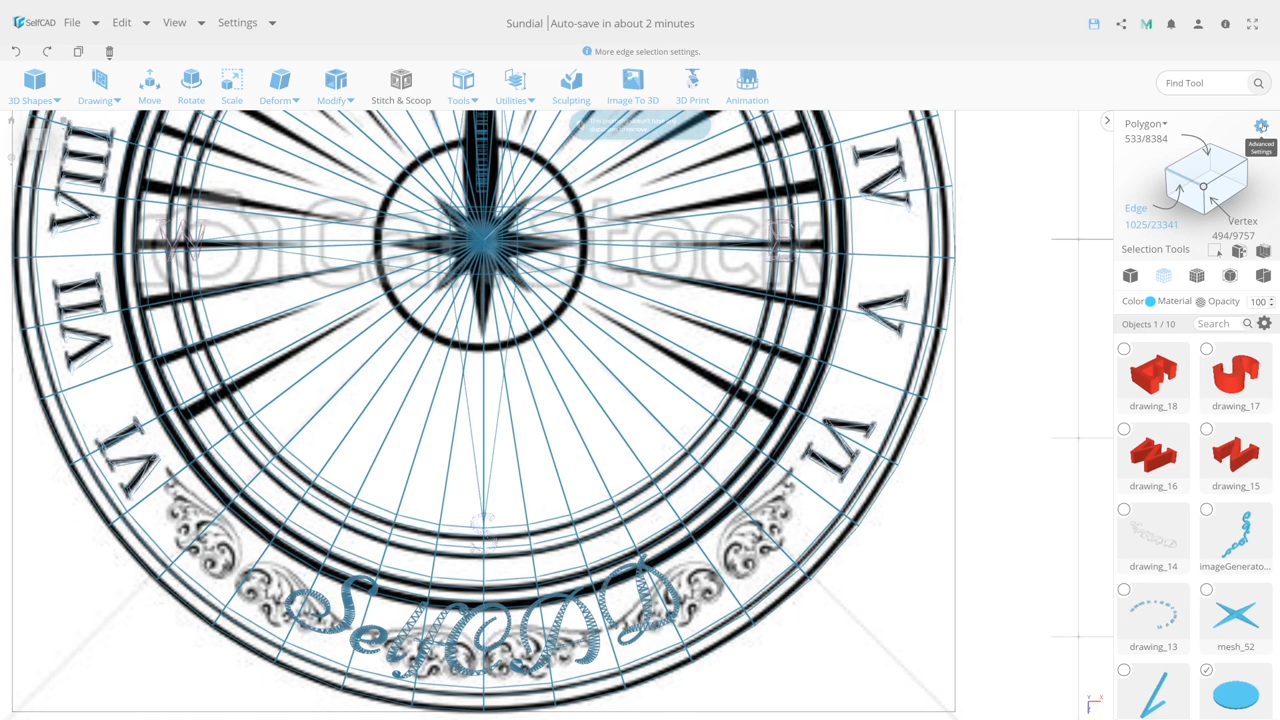 SelfCAD File Edit View Settings Sundial |Auto-save in about 2 minutes
More edge selection settings.
3D Shapes Drawing Move Rotate Scale Deform Modify Stitch & Scoop Tools Utilities Sculpting Image To 3D 3D Print Animation Find Tool
Polygon
533/8384
Advanced
Settings
Edge
1025/23341
Vertex
494/9757
Selection Tools
Color Material Opacity 100
Objects 1 / 10 Search
drawing_18 drawing_17
drawing_16 drawing_15
drawing_14 imageGenerato...
drawing_13 mesh_52
VIII IV
W E
VII V
VI VI
S
SelfCAD
Y X